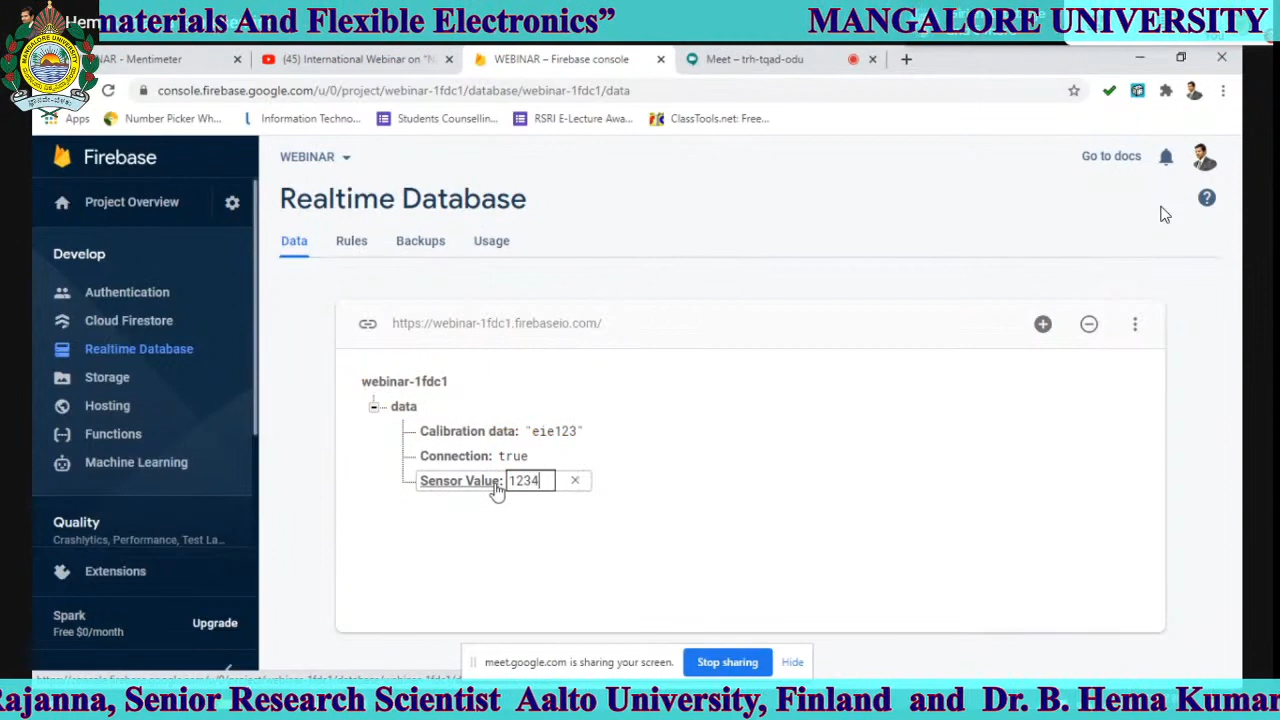 materials And Flexible Electronics” MANGALORE UNIVERSITY
Hem
NAR - Mentimeter
(45) International Webinar on "N
WEBINAR – Firebase console
Meet – trh-tqad-odu
console.firebase.google.com/u/0/project/webinar-1fdc1/database/webinar-1fdc1/data
Apps
Number Picker Wh...
Information Techno...
Students Counsellin...
RSRI E-Lecture Awa...
ClassTools.net: Free...
Firebase
WEBINAR
Go to docs
Project Overview
Realtime Database
Data
Rules
Backups
Usage
Develop
Authentication
Cloud Firestore
Realtime Database
Storage
Hosting
Functions
Machine Learning
https://webinar-1fdc1.firebaseio.com/
webinar-1fdc1
data
Calibration data: "eie123"
Connection: true
Sensor Value: 1234
Quality
Crashlytics, Performance, Test La...
Extensions
Spark
Free $0/month
Upgrade
meet.google.com is sharing your screen.
Stop sharing
Hide
Rajanna, Senior Research Scientist Aalto University, Finland and Dr. B. Hema Kumar